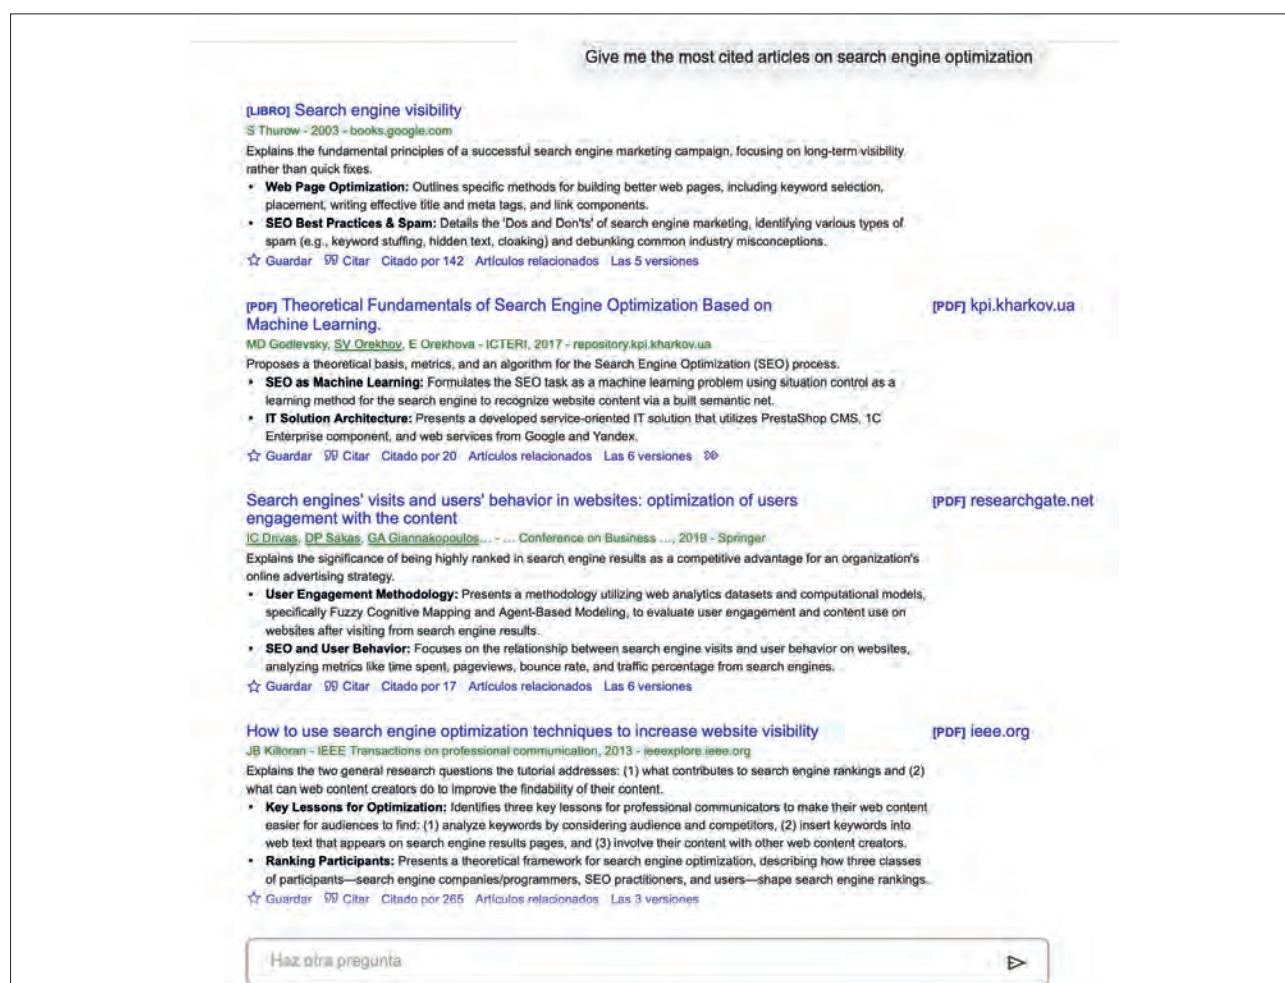 Give me the most cited articles on search engine optimization
[LIBRO] Search engine visibility
S Thurow - 2003 - books.google.com
Explains the fundamental principles of a successful search engine marketing campaign, focusing on long-term visibility
rather than quick fixes.
• Web Page Optimization: Outlines specific methods for building better web pages, including keyword selection,
placement, writing effective title and meta tags, and link components.
• SEO Best Practices & Spam: Details the 'Dos and Don'ts' of search engine marketing, identifying various types of
spam (e.g., keyword stuffing, hidden text, cloaking) and debunking common industry misconceptions.
Guardar Citar Citado por 142 Artículos relacionados Las 5 versiones
[PDF] Theoretical Fundamentals of Search Engine Optimization Based on
Machine Learning.
[PDF] kpi.kharkov.ua
MD Godlevsky, SV Orekhov, E Orekhova - ICTERI, 2017 - repository.kpi.kharkov.ua
Proposes a theoretical basis, metrics, and an algorithm for the Search Engine Optimization (SEO) process.
• SEO as Machine Learning: Formulates the SEO task as a machine learning problem using situation control as a
learning method for the search engine to recognize website content via a built semantic net.
• IT Solution Architecture: Presents a developed service-oriented IT solution that utilizes PrestaShop CMS, 1C
Enterprise component, and web services from Google and Yandex.
Guardar Citar Citado por 20 Artículos relacionados Las 6 versiones
Search engines' visits and users' behavior in websites: optimization of users
engagement with the content
[PDF] researchgate.net
IC Drivas, DP Sakas, GA Giannakopoulos... - ... Conference on Business ..., 2019 - Springer
Explains the significance of being highly ranked in search engine results as a competitive advantage for an organization's
online advertising strategy.
• User Engagement Methodology: Presents a methodology utilizing web analytics datasets and computational models,
specifically Fuzzy Cognitive Mapping and Agent-Based Modeling, to evaluate user engagement and content use on
websites after visiting from search engine results.
• SEO and User Behavior: Focuses on the relationship between search engine visits and user behavior on websites,
analyzing metrics like time spent, pageviews, bounce rate, and traffic percentage from search engines.
Guardar Citar Citado por 17 Artículos relacionados Las 6 versiones
How to use search engine optimization techniques to increase website visibility
[PDF] ieee.org
JB Killoran - IEEE Transactions on professional communication, 2013 - ieeexplore.ieee.org
Explains the two general research questions the tutorial addresses: (1) what contributes to search engine rankings and (2)
what can web content creators do to improve the findability of their content.
• Key Lessons for Optimization: Identifies three key lessons for professional communicators to make their web content
easier for audiences to find: (1) analyze keywords by considering audience and competitors, (2) insert keywords into
web text that appears on search engine results pages, and (3) involve their content with other web content creators.
• Ranking Participants: Presents a theoretical framework for search engine optimization, describing how three classes
of participants—search engine companies/programmers, SEO practitioners, and users—shape search engine rankings.
Guardar Citar Citado por 265 Artículos relacionados Las 3 versiones
Haz otra pregunta